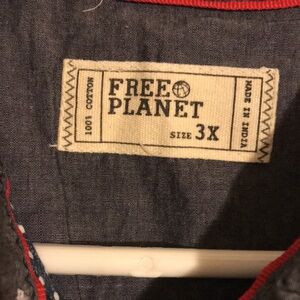 100% COTTON
FREE
PLANET
SIZE 3X
MADE IN INDIA